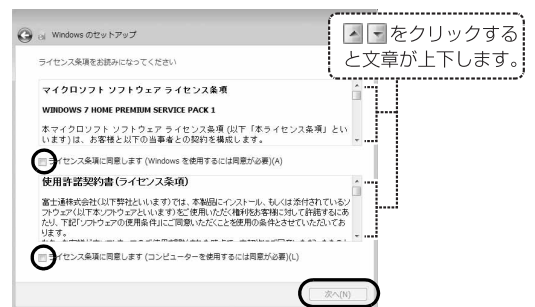 Windows のセットアップ
▲ ▼をクリックする
と文章が上下します。
ライセンス条項をお読みになってください
マイクロソフト ソフトウェア ライセンス条項
WINDOWS 7 HOME PREMIUM SERVICE PACK 1
本マイクロソフト ソフトウェア ライセンス条項 (以下「本ライセンス条項」とい
います) は、お客様と以下の当事者との契約を構成します。
ライセンス条項に同意します (Windows を使用するには同意が必要)(A)
使用許諾契約書(ライセンス条項)
富士通株式会社(以下弊社といいます)では、本製品にインストール、もしくは添付されているソ
フトウェア(以下本ソフトウェアといいます)をご使用いただく権利をお客様に対して許諾するにあ
たり、下記「ソフトウェアの使用条件」にご同意いただくことを使用の条件とさせていただいてお
ります。
ライセンス条項に同意します (コンピューターを使用するには同意が必要)(L)
次へ(N)